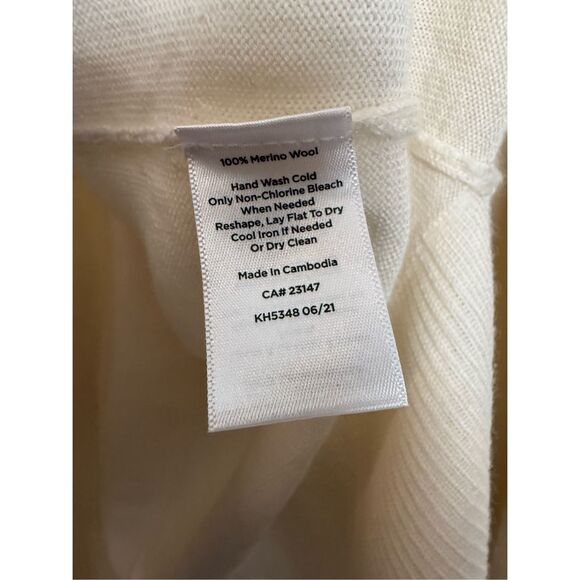 100% Merino Wool
Hand Wash Cold
Only Non-Chlorine Bleach
When Needed
Reshape, Lay Flat To Dry
Cool Iron If Needed
Or Dry Clean
Made In Cambodia
CA# 23147
KH5348 06/21